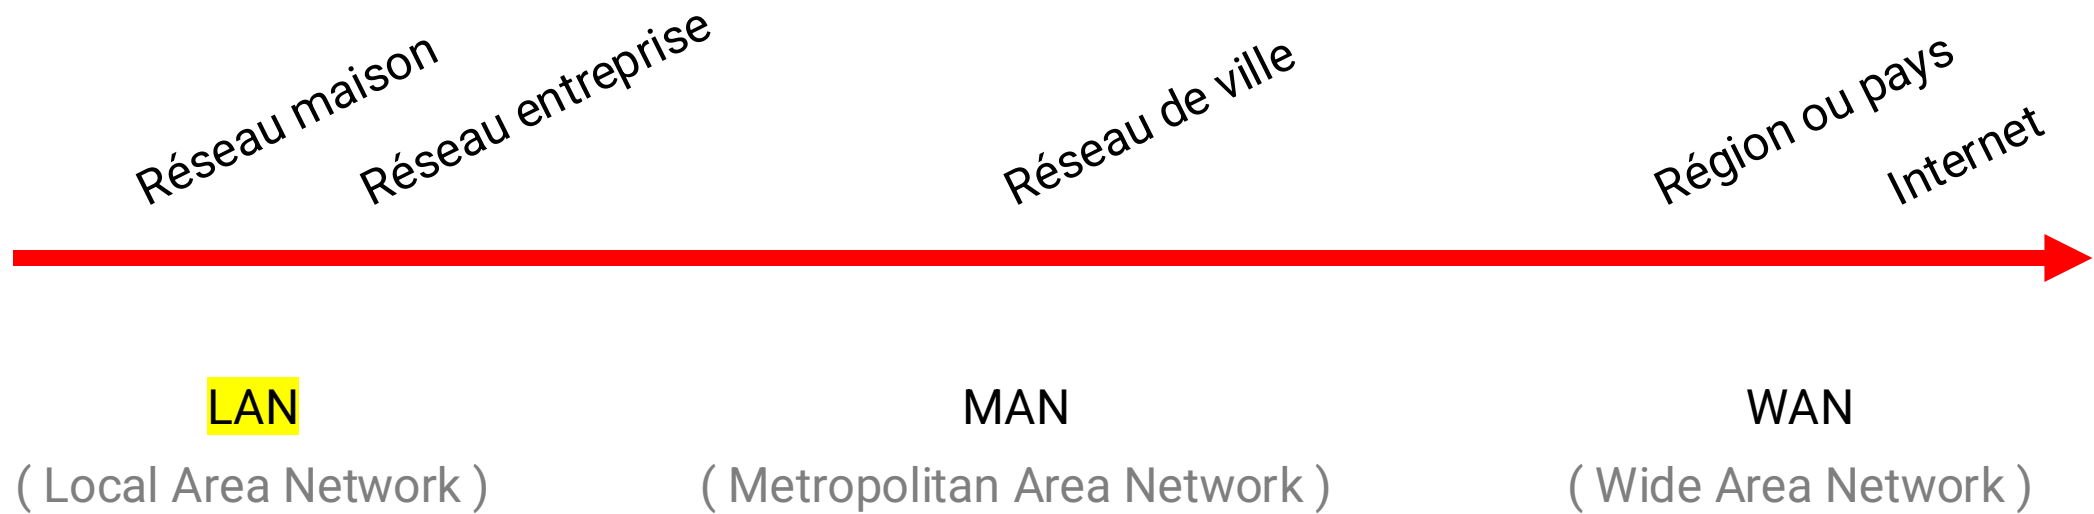 Réseau maison
Réseau entreprise
Réseau de ville
Région ou pays
Internet
LAN
MAN
WAN
( Local Area Network )
( Metropolitan Area Network )
( Wide Area Network )